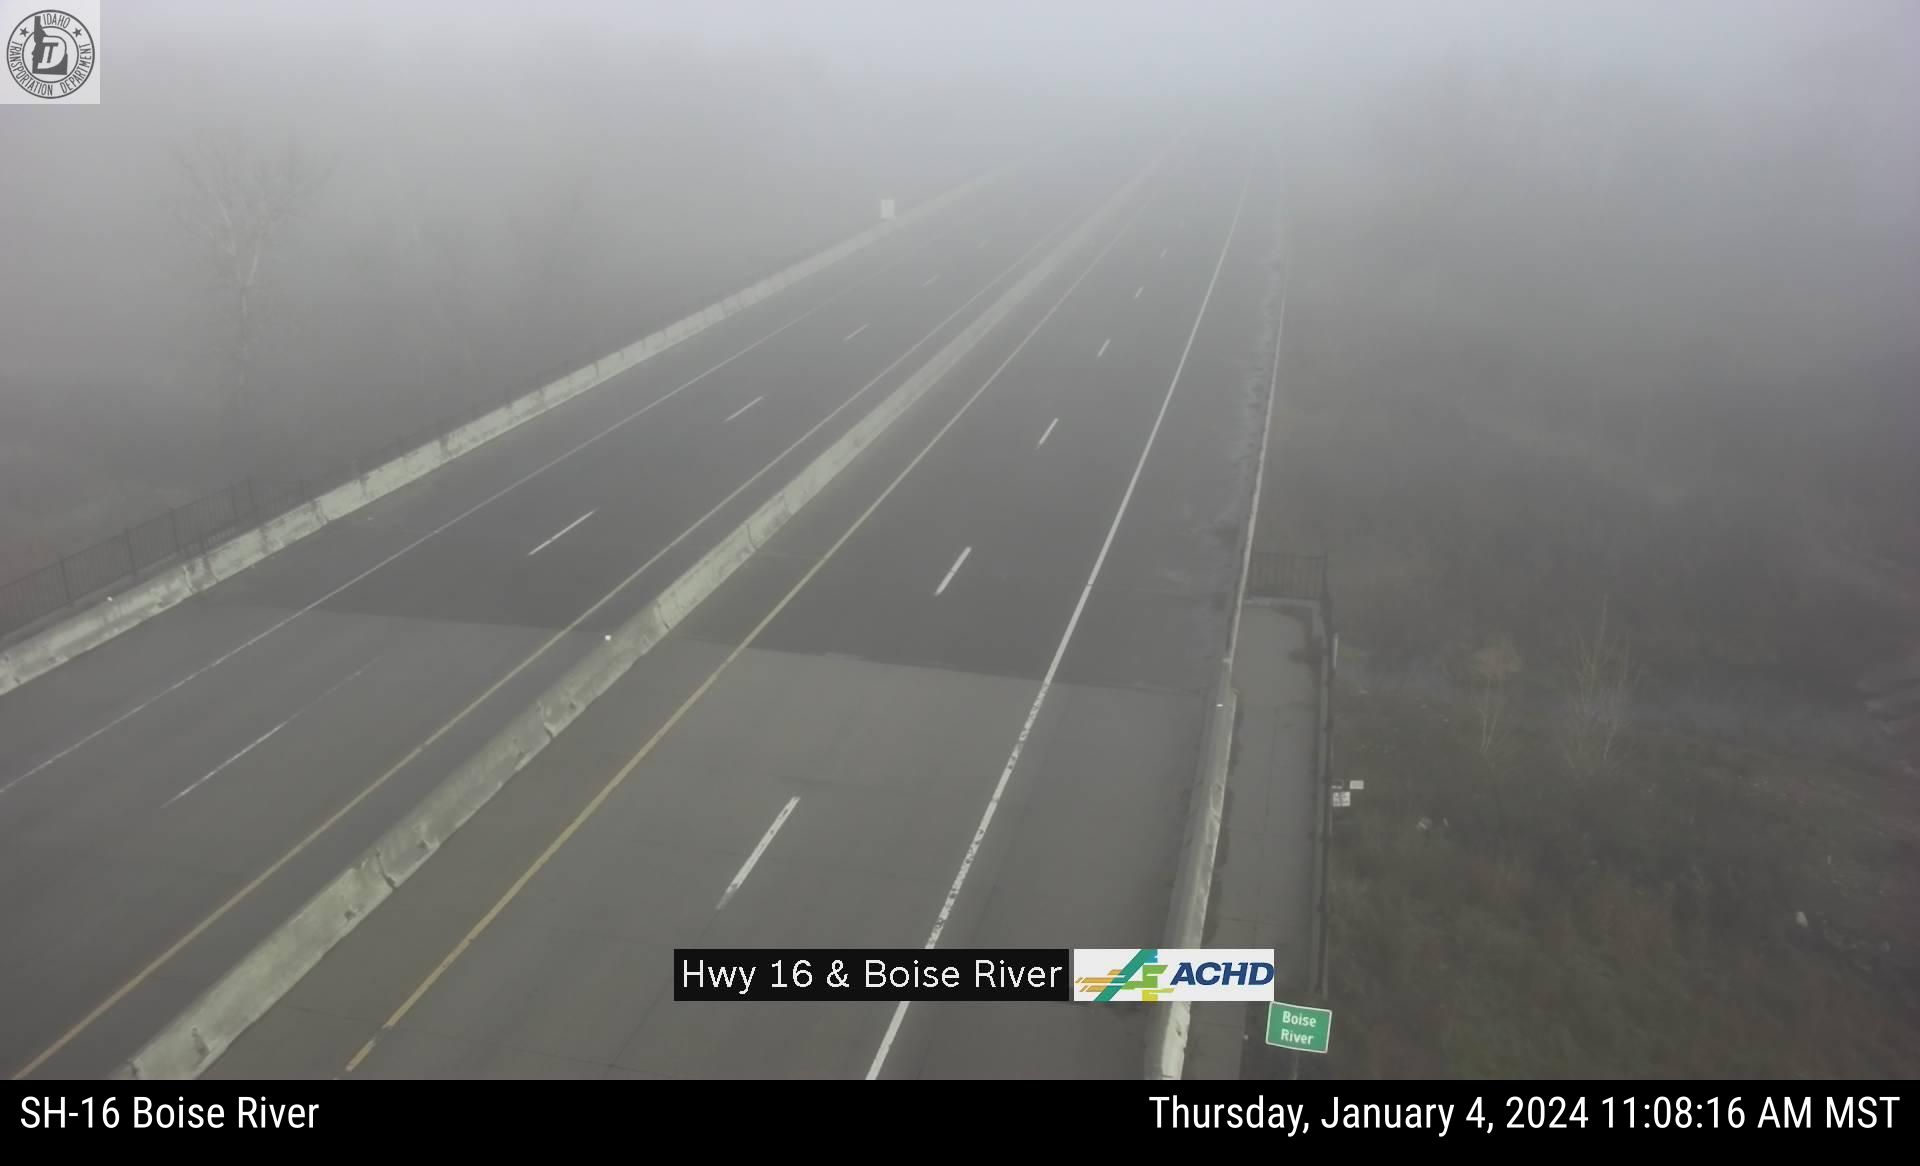 IDAHO
TRANSPORTATION DEPARTMENT
Hwy 16 & Boise River
ACHD
Boise
River
SH-16 Boise River
Thursday, January 4, 2024 11:08:16 AM MST